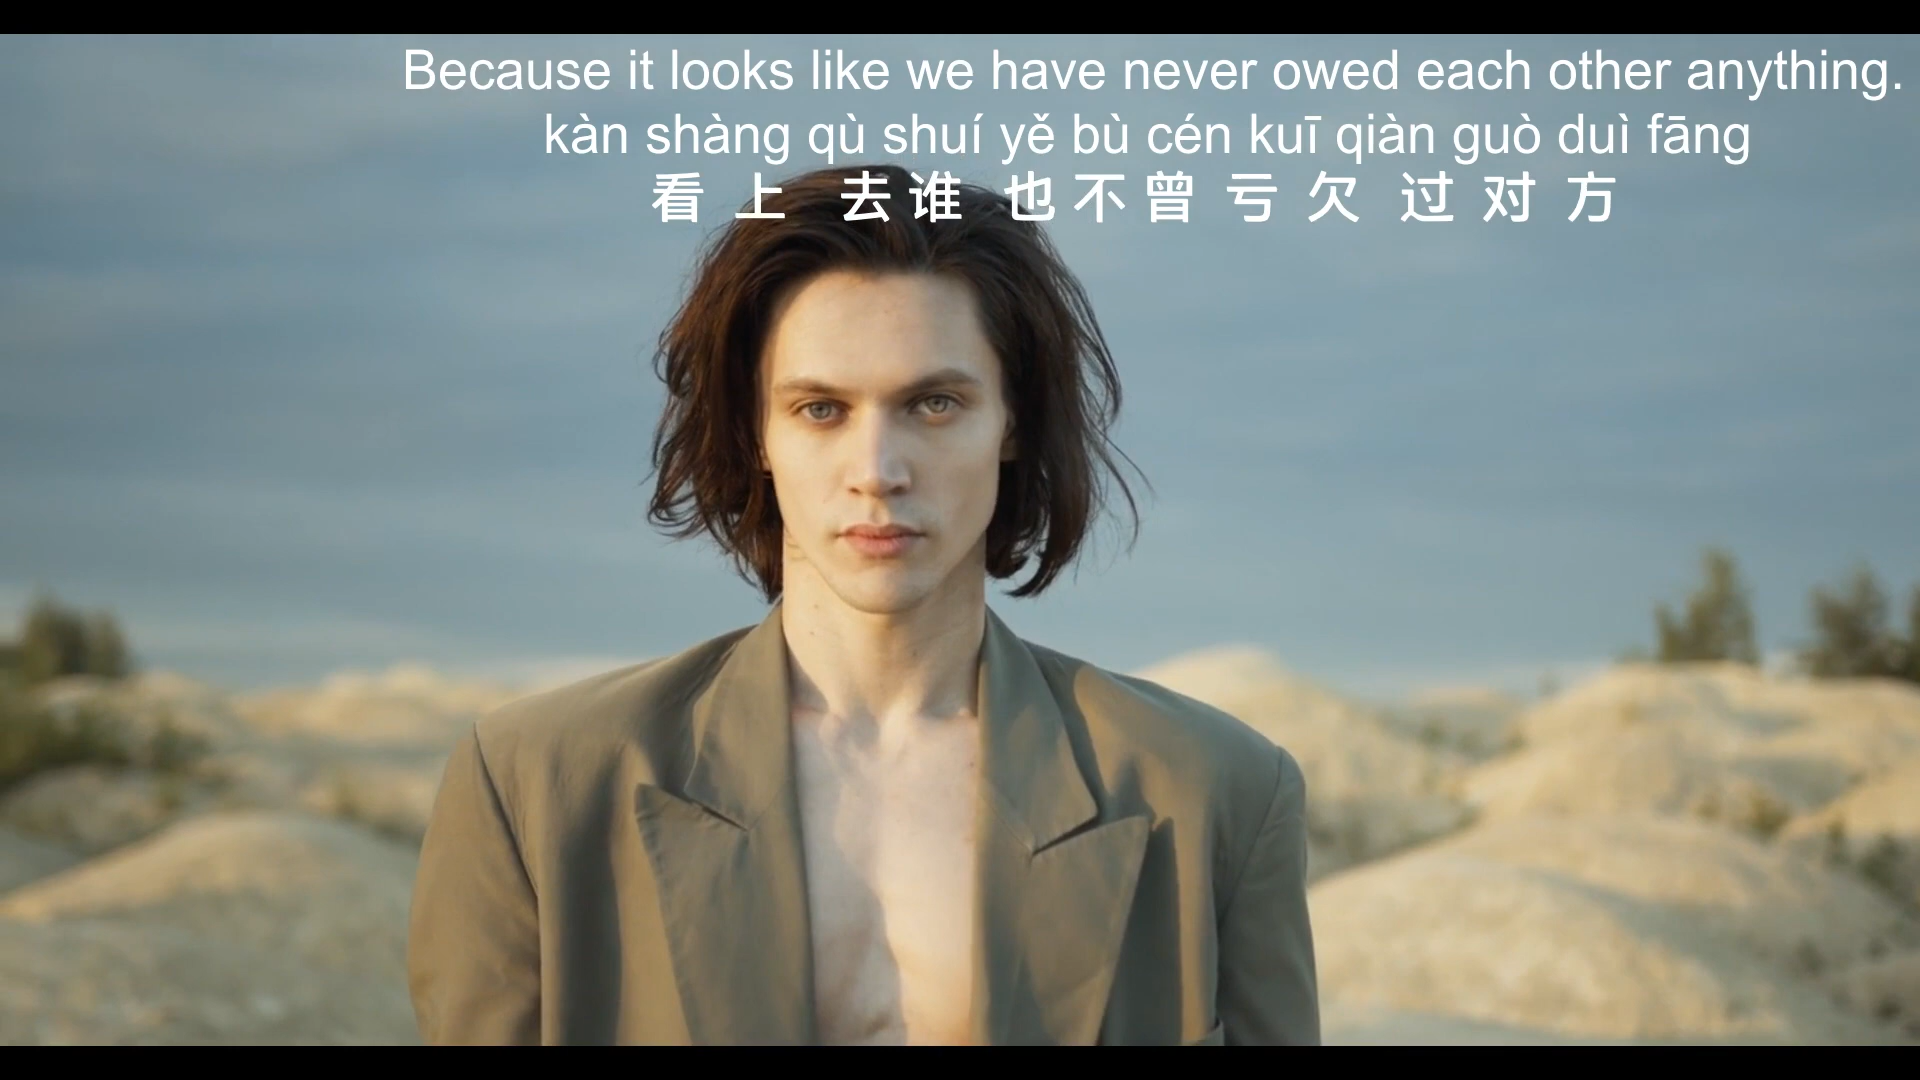 Because it looks like we have never owed each other anything.
kàn shàng qù shuí yě bù cén kuī qiàn guò duì fāng
看 上 去 谁 也 不 曾 亏 欠 过 对 方